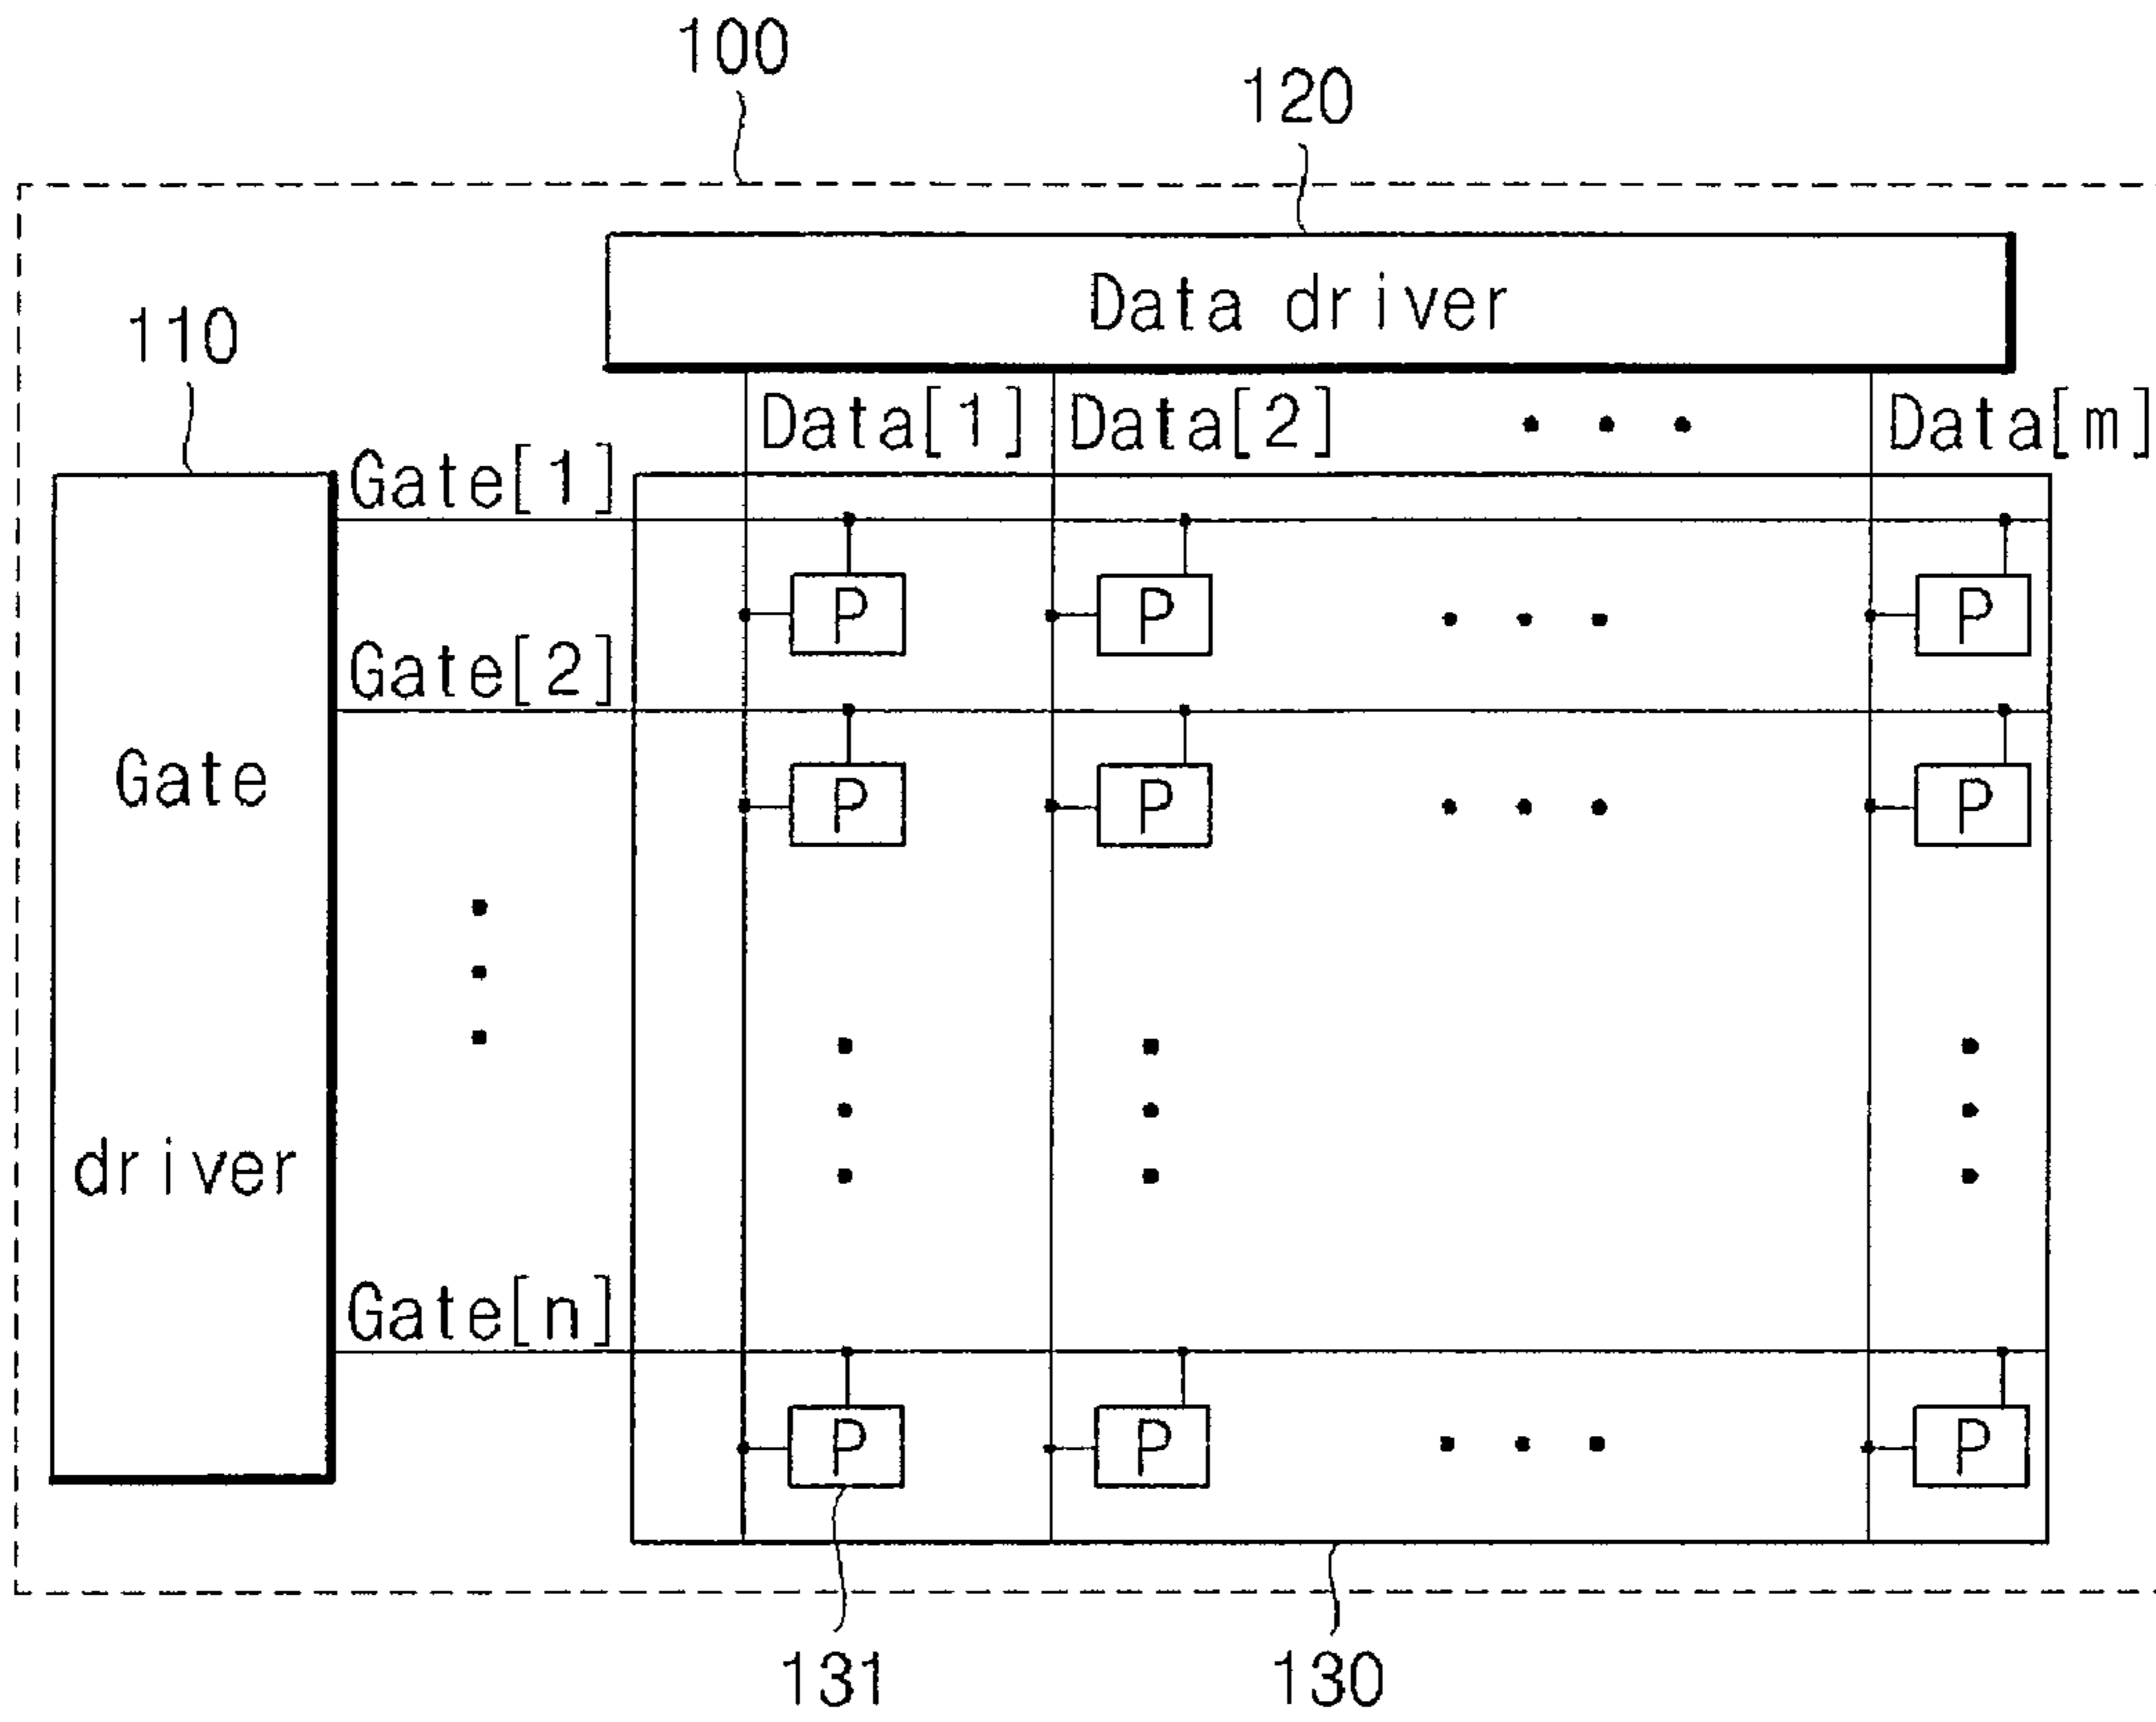 100
120
Data driver
110
Data[1] Data[2] • • • Data[m]
Gate[1]
P P • • • P
Gate[2]
P P • • • P
Gate
driver
Gate[n]
P P • • • P
131 130